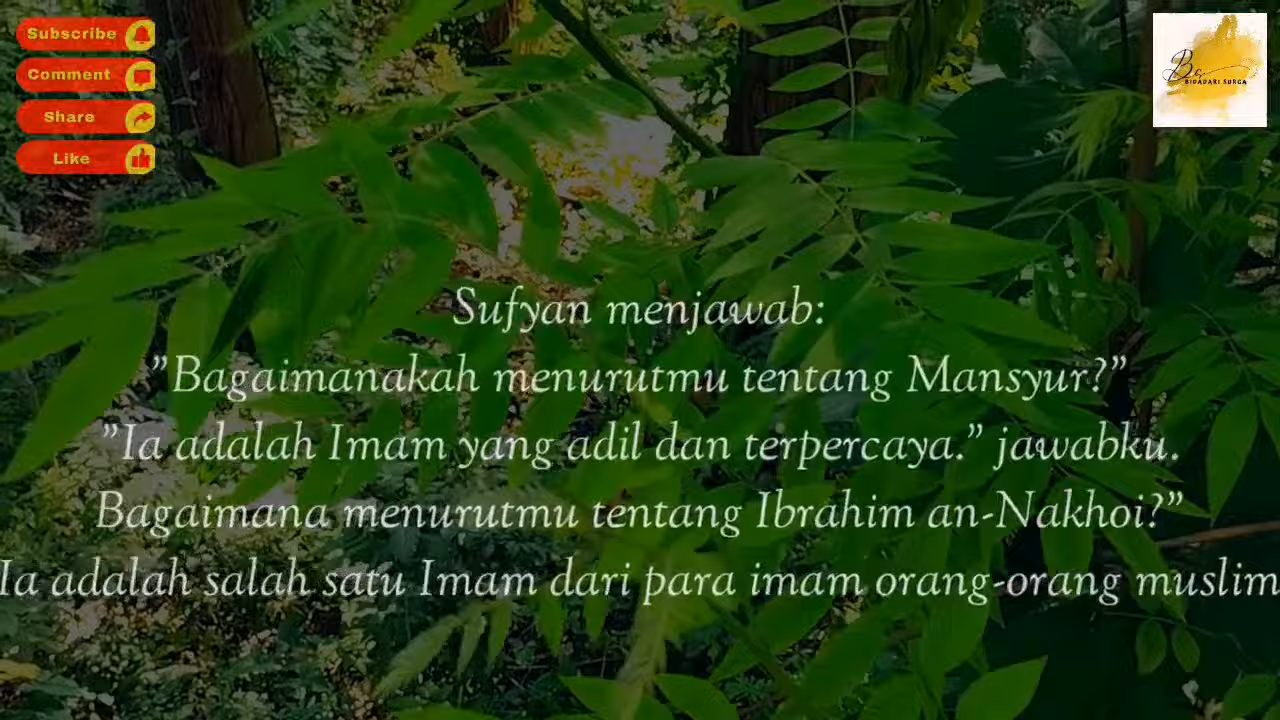 Subscribe
Comment
Share
Like
Bs
BIDADARI SURGA
Sufyan menjawab:
”Bagaimanakah menurutmu tentang Mansyur?”
”Ia adalah Imam yang adil dan terpercaya.” jawabku.
Bagaimana menurutmu tentang Ibrahim an-Nakhoi?”
Ia adalah salah satu Imam dari para imam orang-orang muslim